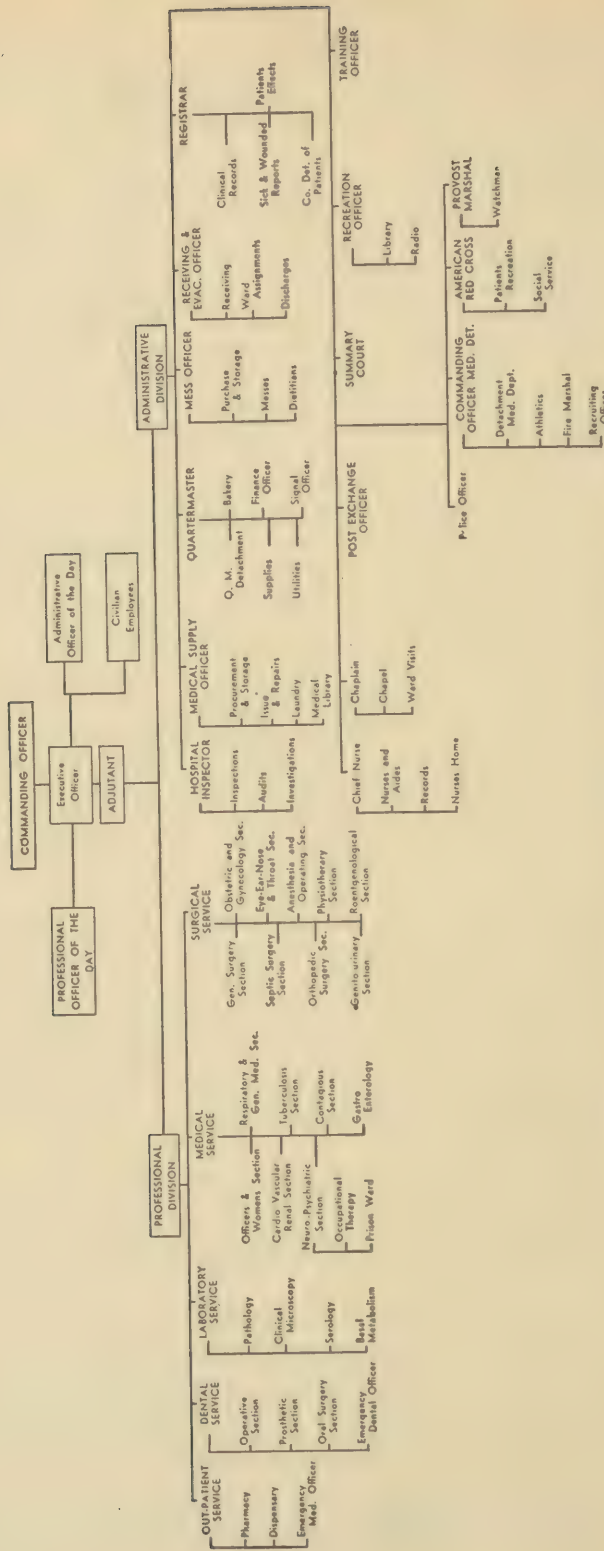 COMMANDING OFFICER
Executive
Officer
Administrative
Officer of the Day
Civilian
Employees
PROFESSIONAL
OFFICER OF THE
DAY
ADJUTANT
PROFESSIONAL
DIVISION
ADMINISTRATIVE
DIVISION
OUT-PATIENT
SERVICE
Pharmacy
Dispensary
Emergency
Med. Officer
DENTAL
SERVICE
Operative
Section
Prosthetic
Section
Oral Surgery
Section
Emergency
Dental Officer
LABORATORY
SERVICE
Pathology
Clinical
Microscopy
Serology
Basal
Metabolism
MEDICAL
SERVICE
Officers &
Womens Section
Respiratory &
Gen. Med. Sec.
Cardio Vascular
Renal Section
Tuberculosis
Section
Neuro-Psychiatric
Section
Contagious
Section
Occupational
Therapy
Prison Ward
Gastro
Enterology
SURGICAL
SERVICE
Gen. Surgery
Section
Obstetric and
Gynecology Sec.
Septic Surgery
Section
Eye-Ear-Nose
& Throat Sec.
Anesthesia and
Operating Sec.
Orthopedic
Surgery Sec.
Physiotherapy
Section
Genito urinary
Section
Roentgenological
Section
HOSPITAL
INSPECTOR
Inspections
Audits
Investigations
MEDICAL SUPPLY
OFFICER
Procurement
& Storage
Issue
& Repairs
Laundry
Medical
Library
QUARTERMASTER
Q. M.
Detachment
Bakery
Supplies
Finance
Officer
Utilities
Signal
Officer
MESS OFFICER
Purchase
& Storage
Messes
Dietitians
RECEIVING &
EVAC. OFFICER
Receiving
Ward
Assignments
Discharges
REGISTRAR
Clinical
Records
Patients
Effects
Sick & Wounded
Reports
Co. Det. of
Patients
Chief Nurse
Nurses and
Aides
Records
Nurses Home
Chaplain
Chapel
Ward Visits
POST EXCHANGE
OFFICER
SUMMARY
COURT
RECREATION
OFFICER
Library
Radio
TRAINING
OFFICER
Officer
COMMANDING
OFFICER MED. DET.
Detachment
Med. Dept.
Athletics
Fire Marshal
Recruiting
AMERICAN
RED CROSS
Patients
Recreation
Social
Service
PROVOST
MARSHAL
Watchman